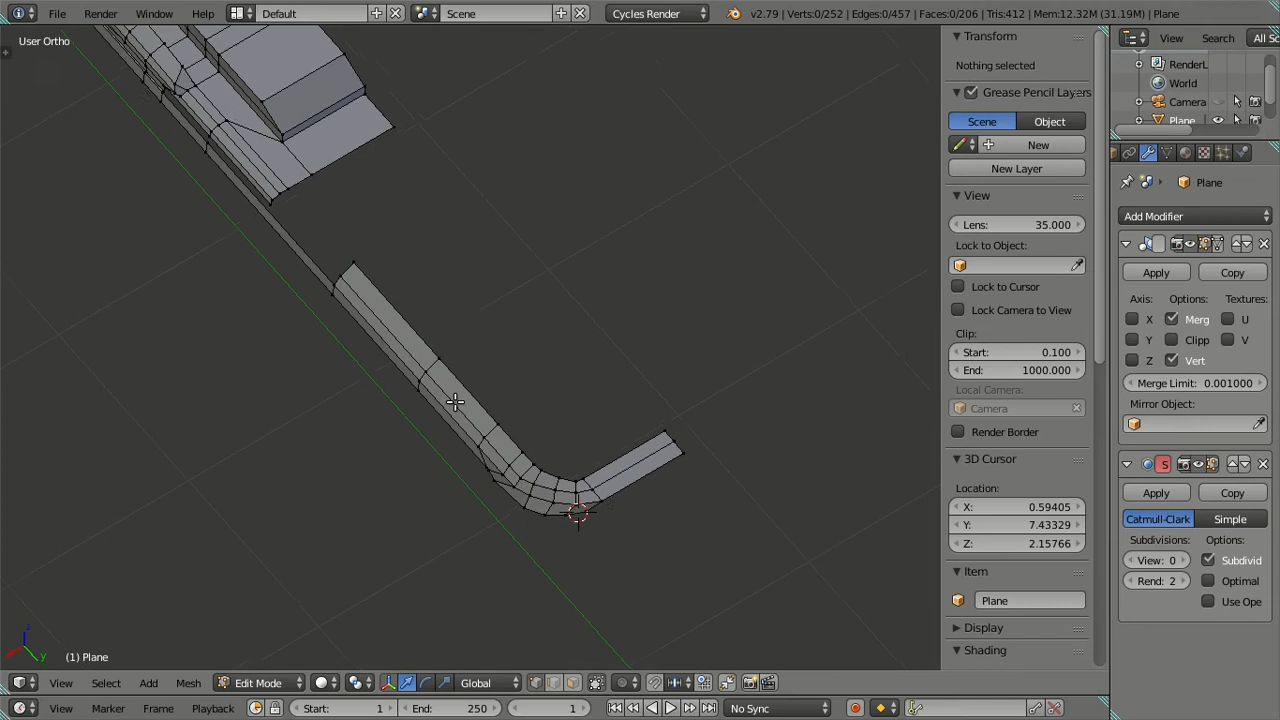 File Render Window Help Default Scene Cycles Render v2.79 | Verts:0/252 | Edges:0/457 | Faces:0/206 | Tris:412 | Mem:12.32M (31.19M) | Plane
User Ortho
Transform
Nothing selected
Grease Pencil Layers
Scene Object
New
New Layer
View
Lens: 35.000
Lock to Object:
Lock to Cursor
Lock Camera to View
Clip:
Start: 0.100
End: 1000.000
Local Camera:
Camera
Render Border
3D Cursor
Location:
X: 0.59405
Y: 7.43329
Z: 2.15766
Item
Plane
Display
Shading
View Search All Sc
RenderL
World
Camera
Plane
Plane
Add Modifier
Apply Copy
Axis: Options: Textures:
X Merg U
Y Clipp V
Z Vert
Merge Limit: 0.001000
Mirror Object:
S
Apply Copy
Catmull-Clark Simple
Subdivisions: Options:
View: 0 Subdivid
Rend: 2 Optimal
Use Ope
z
y
(1) Plane
View Select Add Mesh Edit Mode Global
View Marker Frame Playback Start: 1 End: 250 1 No Sync